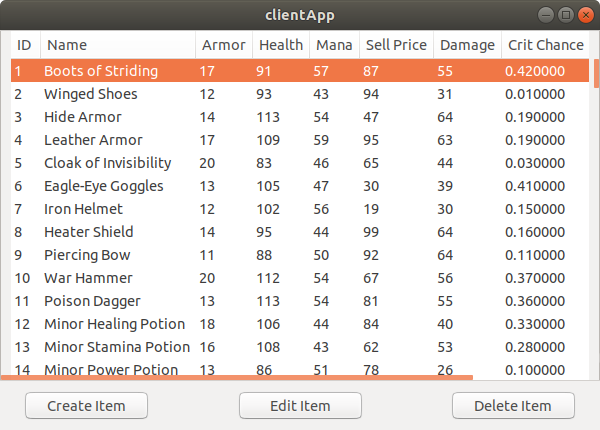 clientApp
ID Name Armor Health Mana Sell Price Damage Crit Chance
1 Boots of Striding 17 91 57 87 55 0.420000
2 Winged Shoes 12 93 43 94 31 0.010000
3 Hide Armor 14 113 54 47 64 0.190000
4 Leather Armor 17 109 59 95 63 0.190000
5 Cloak of Invisibility 20 83 46 65 44 0.030000
6 Eagle-Eye Goggles 13 105 47 30 39 0.410000
7 Iron Helmet 12 102 56 19 30 0.150000
8 Heater Shield 14 95 44 99 64 0.160000
9 Piercing Bow 11 88 50 92 64 0.110000
10 War Hammer 20 112 54 67 56 0.370000
11 Poison Dagger 13 113 54 81 55 0.360000
12 Minor Healing Potion 18 106 44 84 40 0.330000
13 Minor Stamina Potion 16 108 43 62 53 0.280000
14 Minor Power Potion 13 86 51 78 26 0.100000
Create Item Edit Item Delete Item